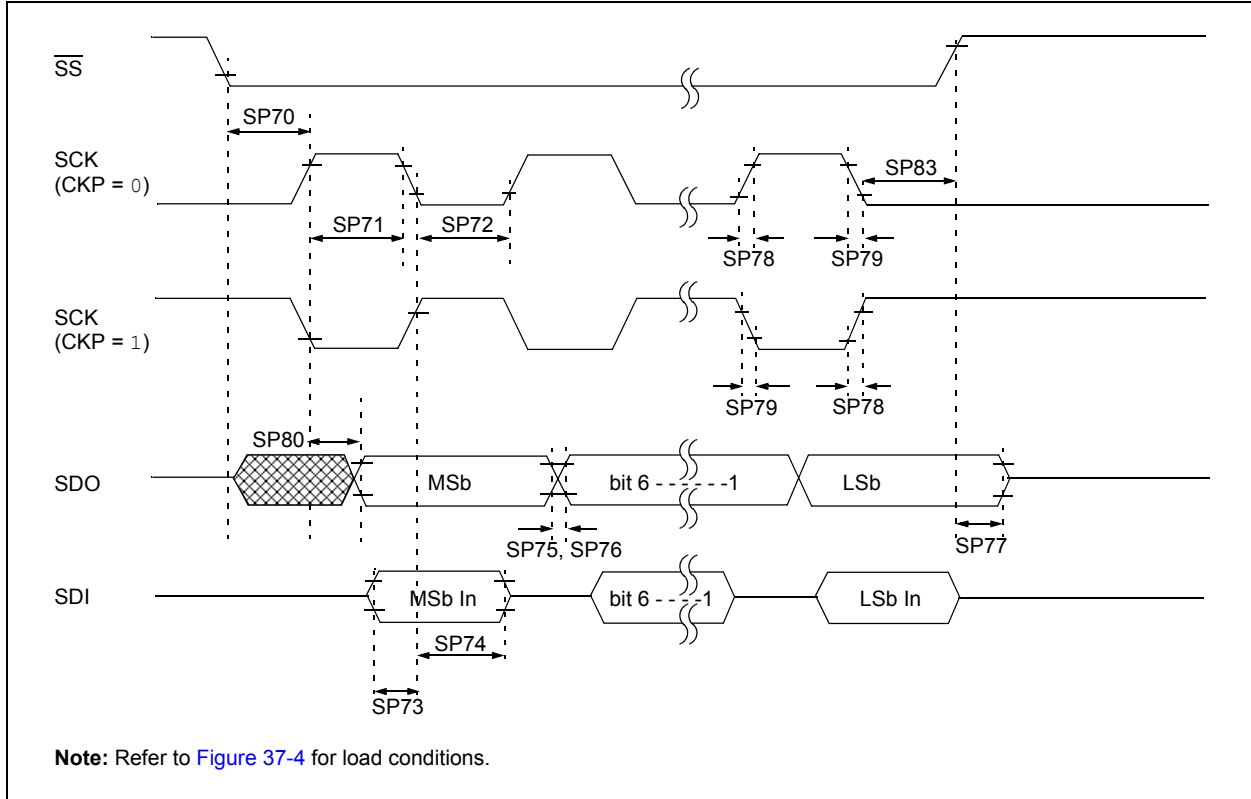 SS
SP70
SCK
(CKP = 0)
SP83
SP71
SP72
SP78
SP79
SCK
(CKP = 1)
SP79
SP78
SP80
SDO
MSb
bit 6 - - - - - - -1
LSb
SP75, SP76
SP77
SDI
MSb In
bit 6 - - - -1
LSb In
SP74
SP73
Note: Refer to Figure 37-4 for load conditions.